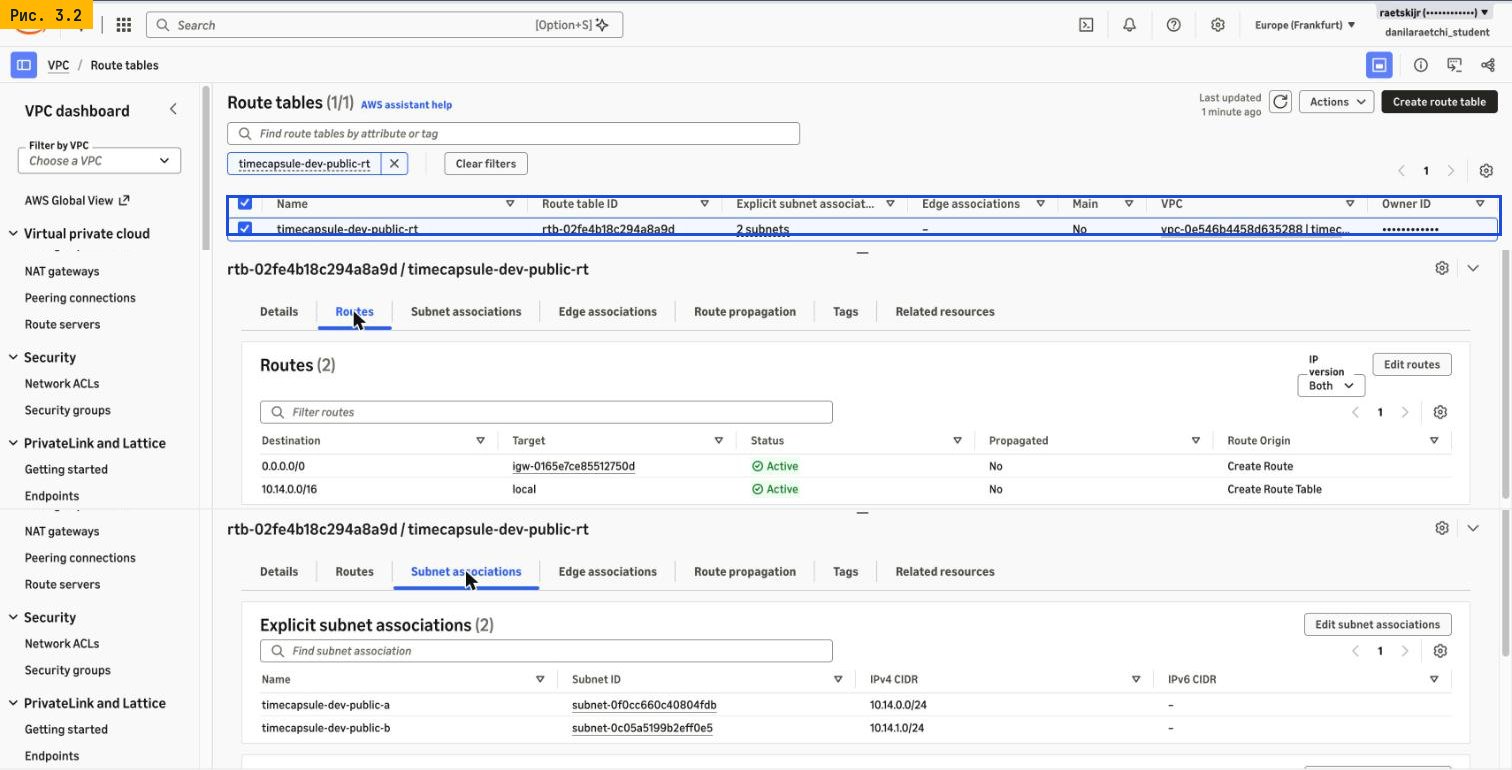 Рис. 3.2
Search [Option+S]
Europe (Frankfurt)
raetskijr (••••••••••••)
danilaraetchi_student
VPC / Route tables
VPC dashboard
Filter by VPC
Choose a VPC
AWS Global View
Virtual private cloud
NAT gateways
Peering connections
Route servers
Security
Network ACLs
Security groups
PrivateLink and Lattice
Getting started
Endpoints
Route tables (1/1) AWS assistant help
Last updated
1 minute ago
Actions
Create route table
Find route tables by attribute or tag
timecapsule-dev-public-rt
Clear filters
1
Name Route table ID Explicit subnet associat... Edge associations Main VPC Owner ID
timecapsule-dev-public-rt rtb-02fe4b18c294a8a9d 2 subnets – No vpc-0e546b4458d635288 | timec... ••••••••••••
rtb-02fe4b18c294a8a9d / timecapsule-dev-public-rt
Details Routes Subnet associations Edge associations Route propagation Tags Related resources
Routes (2)
IP
version
Both
Edit routes
Filter routes
1
Destination Target Status Propagated Route Origin
0.0.0.0/0 igw-0165e7ce85512750d Active No Create Route
10.14.0.0/16 local Active No Create Route Table
NAT gateways
Peering connections
Route servers
Security
Network ACLs
Security groups
PrivateLink and Lattice
Getting started
Endpoints
rtb-02fe4b18c294a8a9d / timecapsule-dev-public-rt
Details Routes Subnet associations Edge associations Route propagation Tags Related resources
Explicit subnet associations (2)
Edit subnet associations
Find subnet association
1
Name Subnet ID IPv4 CIDR IPv6 CIDR
timecapsule-dev-public-a subnet-0f0cc660c40804fdb 10.14.0.0/24 –
timecapsule-dev-public-b subnet-0c05a5199b2eff0e5 10.14.1.0/24 –